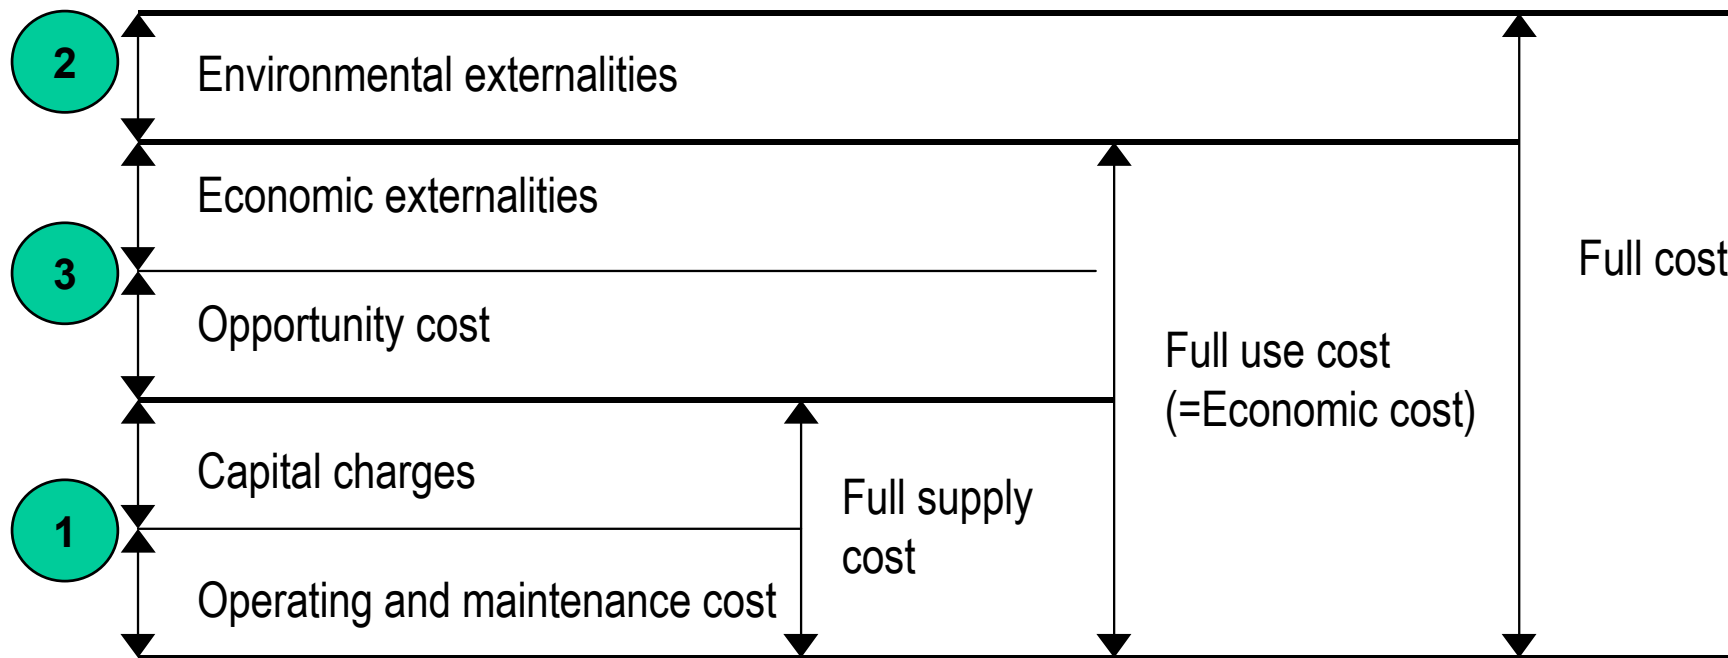 2
Environmental externalities
Economic externalities
3
Full cost
Opportunity cost
Full use cost
(=Economic cost)
Capital charges
Full supply
cost
1
Operating and maintenance cost